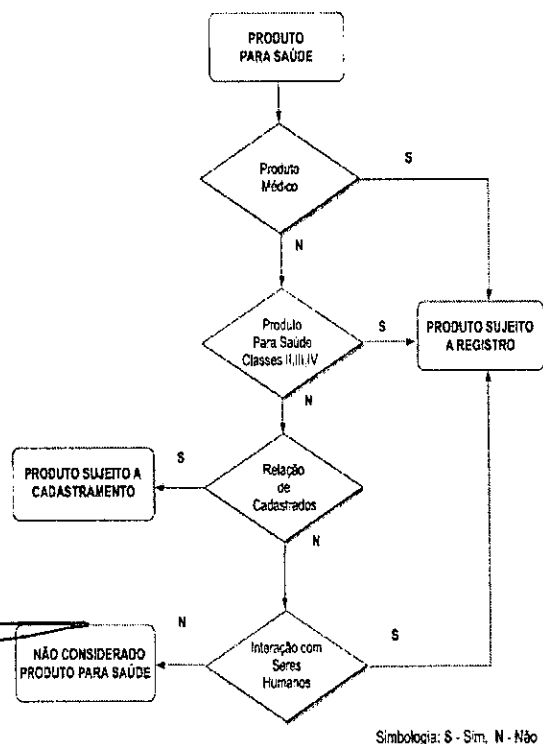 PRODUTO
PARA SAÚDE
Produto
Médico
S
N
Produto
Para Saúde
Classes II,III,IV
S
PRODUTO SUJEITO
A REGISTRO
N
PRODUTO SUJEITO A
CADASTRAMENTO
S
Relação
de
Cadastrados
N
NÃO CONSIDERADO
PRODUTO PARA SAÚDE
N
Interação com
Seres
Humanos
S
Simbologia: S - Sim, N - Não